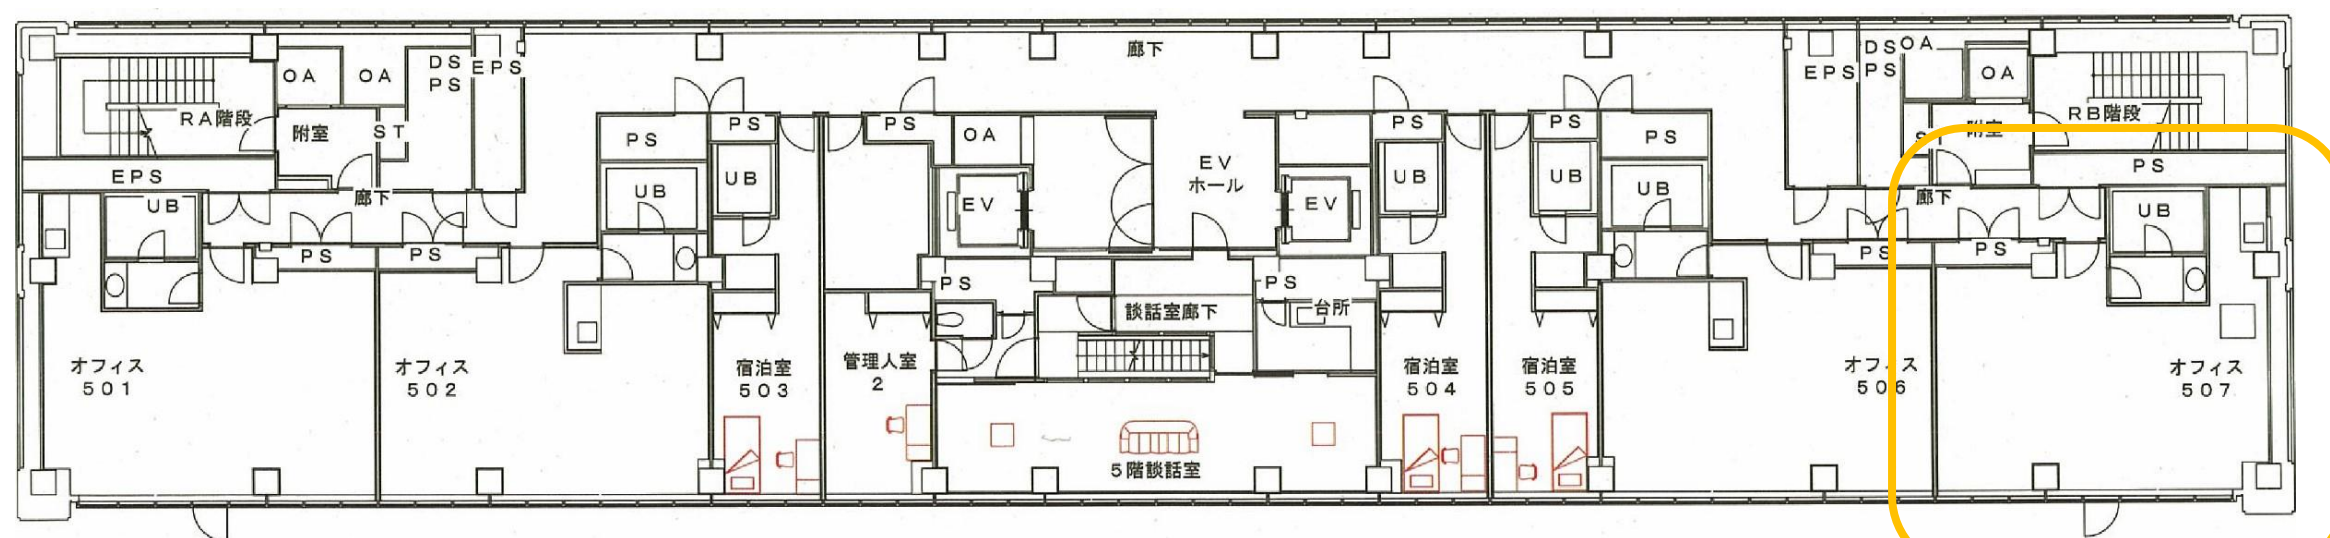 廊下
DS
PS
EPS
OA
OA
RA階段
附室
ST
EPS
廊下
UB
PS
PS
オフィス
501
オフィス
502
PS
UB
PS
UB
宿泊室
503
PS
OA
EV
EV
ホール
EV
PS
PS
談話室廊下
台所
管理人室
2
5階談話室
PS
UB
宿泊室
504
PS
UB
宿泊室
505
PS
UB
オフィス
506
EPS
DS
PS
OA
OA
RB階段
附室
S
PS
廊下
UB
PS
PS
オフィス
507